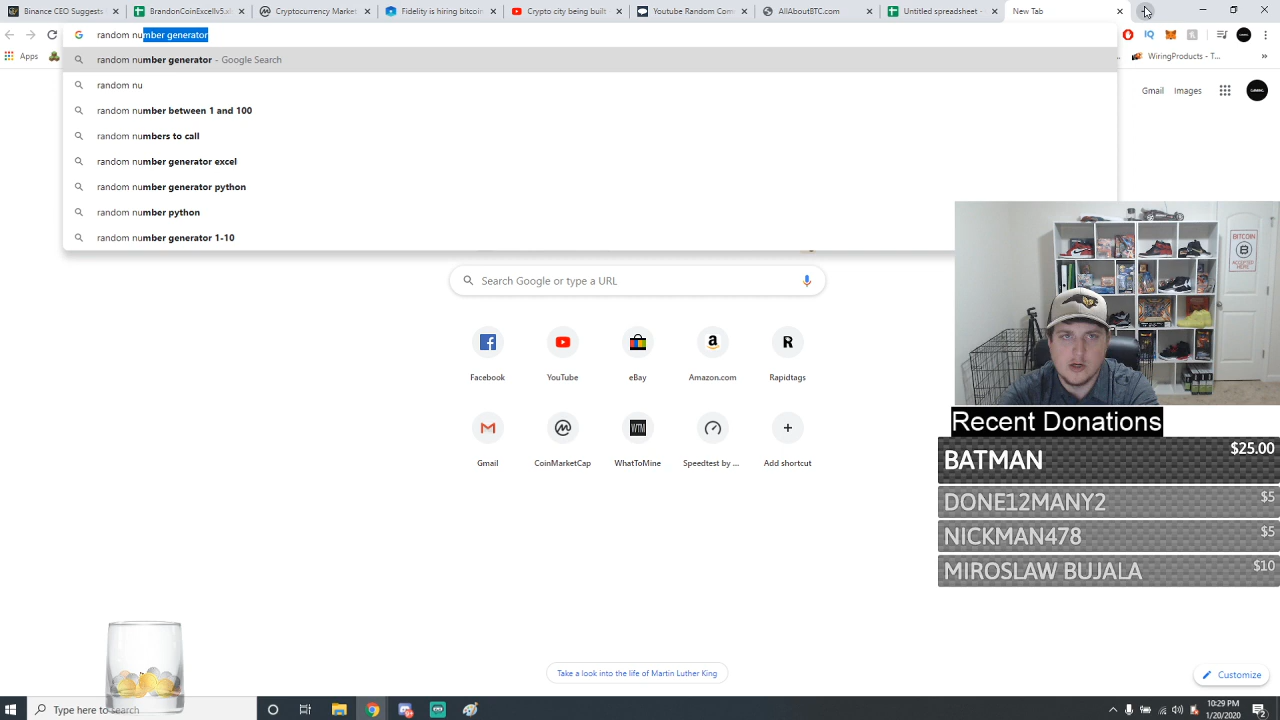 Binance CEO Suggests
BrandonCoinExcellv5.xl
Cryptocurrency Market
Fidelity is hiring bitcoin
Crypto city being built
YouTube Random Com
AllAboutBTC.com
Untitled spreadsheet -
New Tab
random number generator
Apps
WiringProducts - T...
random number generator - Google Search
random nu
random number between 1 and 100
random numbers to call
random number generator excel
random number generator python
random number python
random number generator 1-10
Gmail
Images
Search Google or type a URL
Facebook
YouTube
eBay
Amazon.com
Rapidtags
Gmail
CoinMarketCap
WhatToMine
Speedtest by ...
Add shortcut
BITCOIN
ACCEPTED
HERE
Recent Donations
BATMAN $25.00
DONE12MANY2 $5
NICKMAN478 $5
MIROSLAW BUJALA $10
Take a look into the life of Martin Luther King
Customize
Type here to search
10:29 PM
1/20/2020